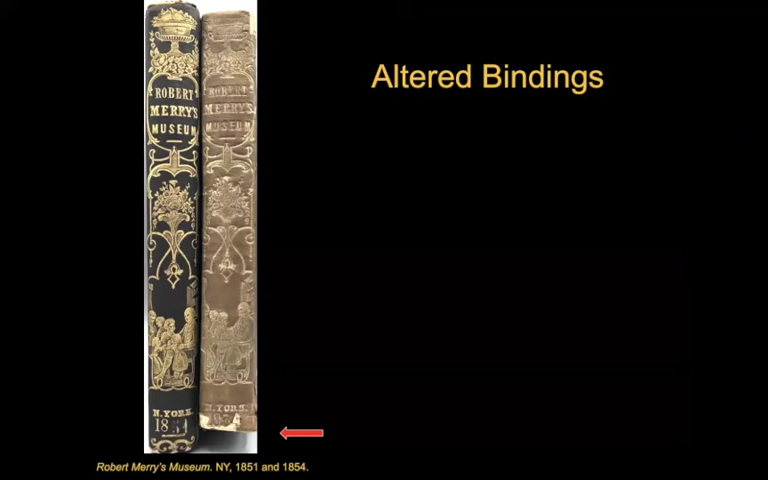 Altered Bindings
ROBERT
MERRY'S
MUSEUM
N.YORK.
ROBERT
MERRY'S
MUSEUM
N.YORK.
Robert Merry's Museum. NY, 1851 and 1854.